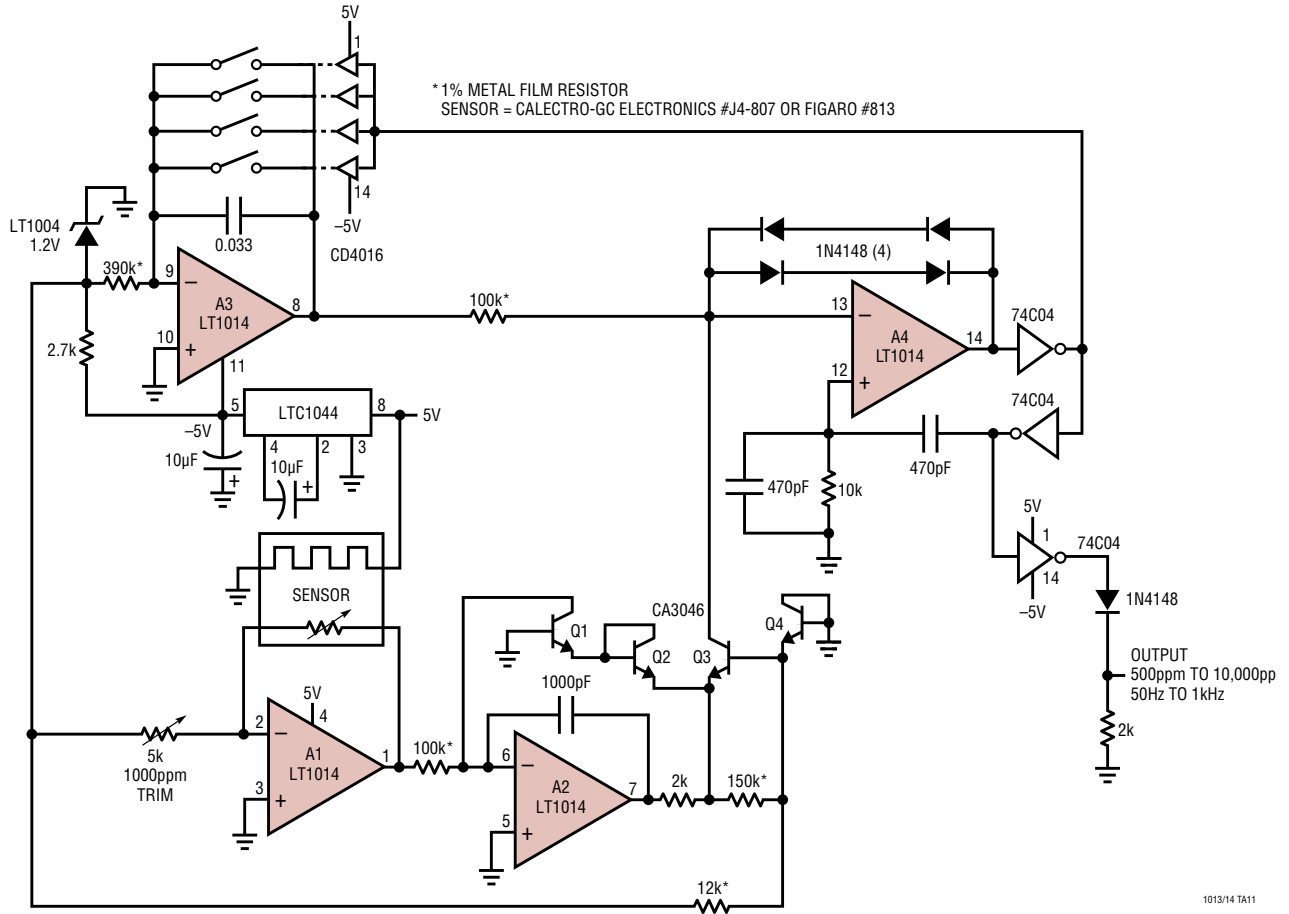 5V
1
* 1% METAL FILM RESISTOR
SENSOR = CALECTRO-GC ELECTRONICS #J4-807 OR FIGARO #813
14
–5V
CD4016
LT1004
1.2V
0.033
390k*
9
–
A3
LT1014
8
10
+
11
2.7k
100k*
1N4148 (4)
13
–
A4
LT1014
14
12
+
74C04
74C04
5
LTC1044
8
5V
–5V
4
2
3
10µF
+
10µF
+
470pF
470pF
10k
5V
1
74C04
14
–5V
1N4148
SENSOR
CA3046
Q1
Q2
Q3
Q4
OUTPUT
500ppm TO 10,000pp
50Hz TO 1kHz
2k
1000pF
5V
4
2
–
A1
LT1014
1
3
+
5k
1000ppm
TRIM
100k*
6
–
A2
LT1014
7
5
+
2k
150k*
12k*
1013/14 TA11